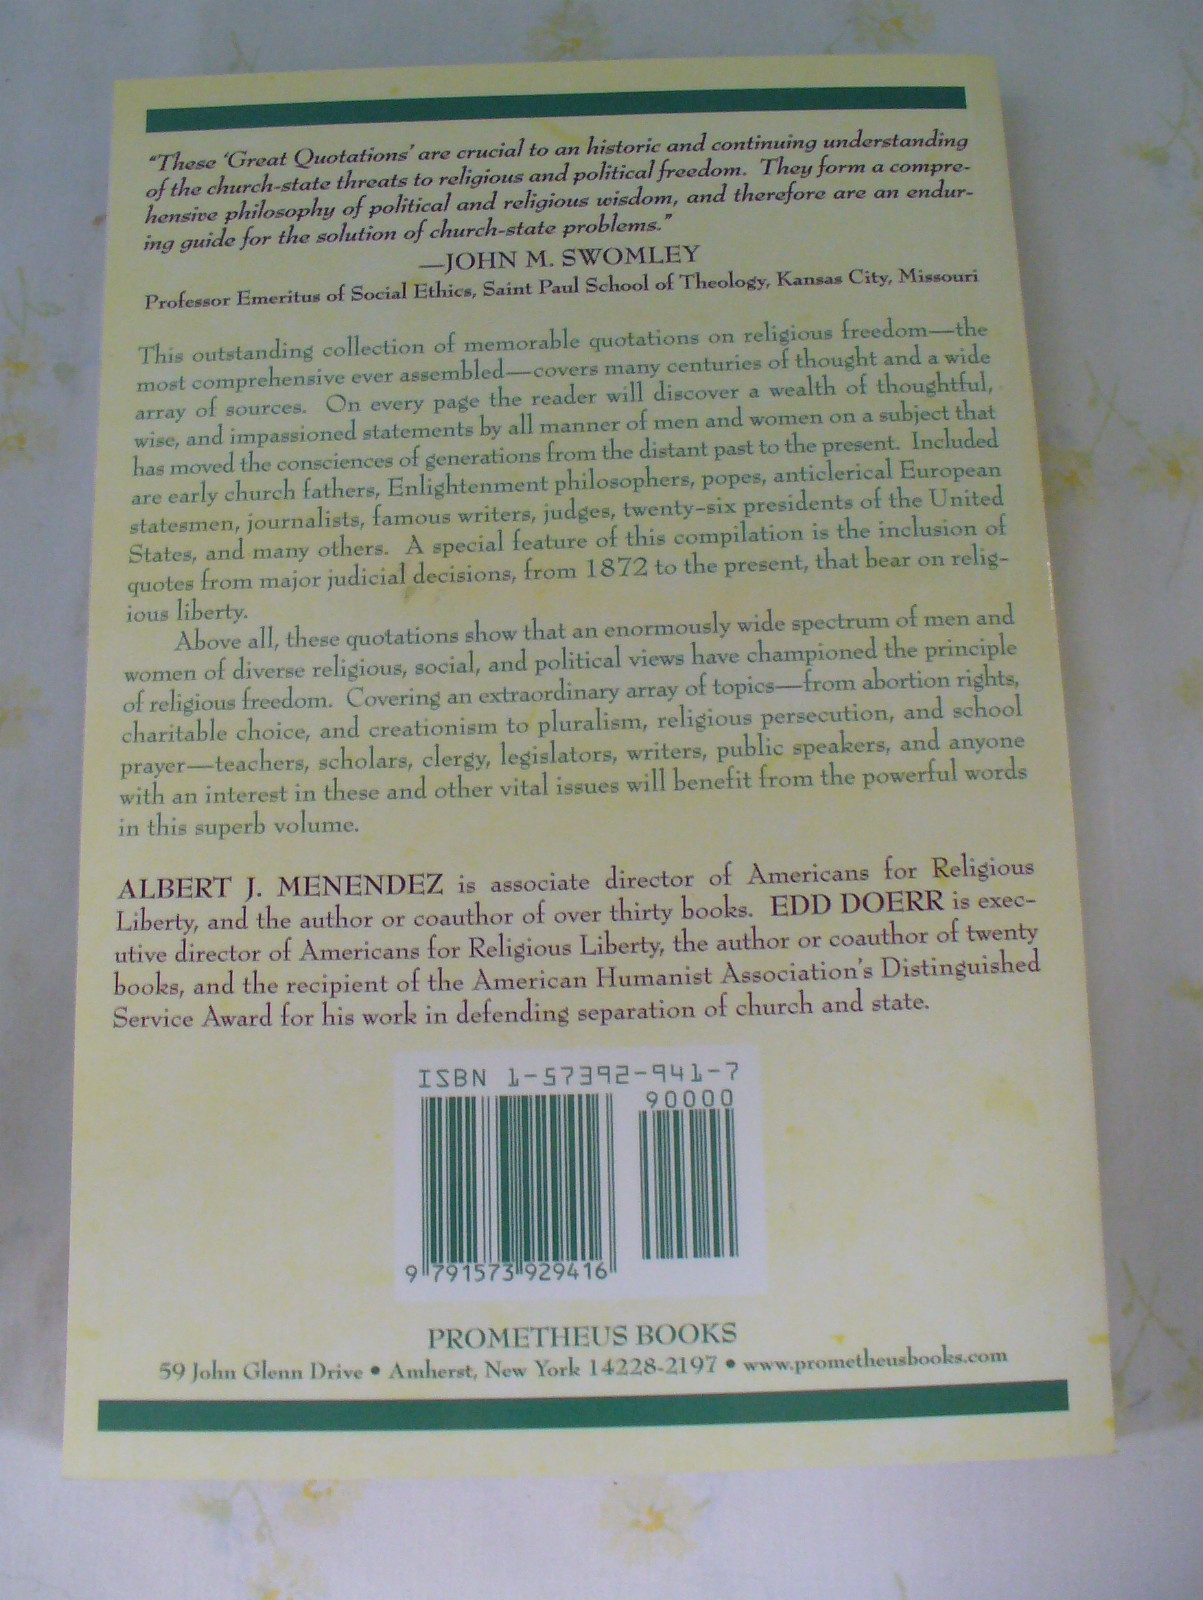 "These 'Great Quotations' are crucial to an historic and continuing understanding
of the church-state threats to religious and political freedom. They form a compre-
hensive philosophy of political and religious wisdom, and therefore are an endur-
ing guide for the solution of church-state problems."
—JOHN M. SWOMLEY
Professor Emeritus of Social Ethics, Saint Paul School of Theology, Kansas City, Missouri
This outstanding collection of memorable quotations on religious freedom—the
most comprehensive ever assembled—covers many centuries of thought and a wide
array of sources. On every page the reader will discover a wealth of thoughtful,
wise, and impassioned statements by all manner of men and women on a subject that
has moved the consciences of generations from the distant past to the present. Included
are early church fathers, Enlightenment philosophers, popes, anticlerical European
statesmen, journalists, famous writers, judges, twenty-six presidents of the United
States, and many others. A special feature of this compilation is the inclusion of
quotes from major judicial decisions, from 1872 to the present, that bear on relig-
ious liberty.
Above all, these quotations show that an enormously wide spectrum of men and
women of diverse religious, social, and political views have championed the principle
of religious freedom. Covering an extraordinary array of topics—from abortion rights,
charitable choice, and creationism to pluralism, religious persecution, and school
prayer—teachers, scholars, clergy, legislators, writers, public speakers, and anyone
with an interest in these and other vital issues will benefit from the powerful words
in this superb volume.
ALBERT J. MENENDEZ is associate director of Americans for Religious
Liberty, and the author or coauthor of over thirty books. EDD DOERR is exec-
utive director of Americans for Religious Liberty, the author or coauthor of twenty
books, and the recipient of the American Humanist Association's Distinguished
Service Award for his work in defending separation of church and state.
ISBN 1-57392-941-7
90000
9 791573 929416
PROMETHEUS BOOKS
59 John Glenn Drive • Amherst, New York 14228-2197 • www.prometheusbooks.com